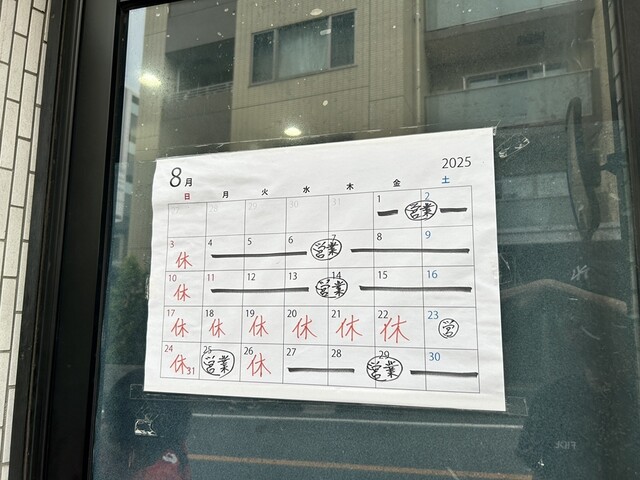 8月 2025
日 月 火 水 木 金 土
27 28 29 30 31 1 2
営業
3 4 5 6 7 8 9
休 営業
10 11 12 13 14 15 16
休 営業
17 18 19 20 21 22 23
休 休 休 休 休 休 営
24 25 26 27 28 29 30
休 31 営業 休 営業